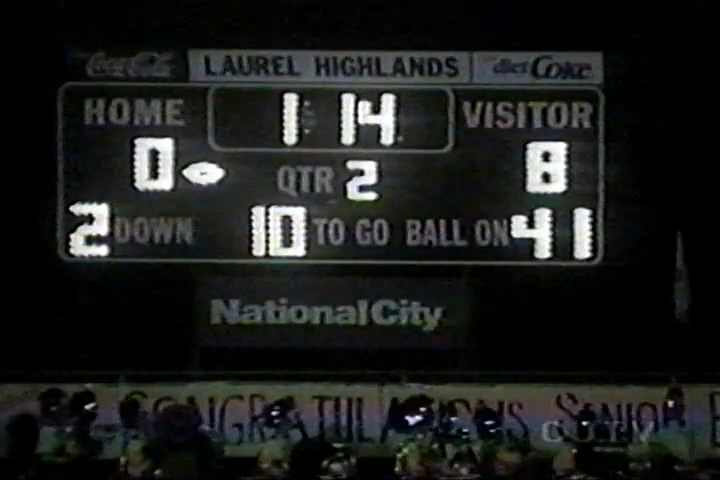 Coca-Cola LAUREL HIGHLANDS diet Coke
HOME 1:14 VISITOR
0 QTR 2 8
2 DOWN 10 TO GO BALL ON 41
NationalCity
CONGRATULATIONS SENIOR